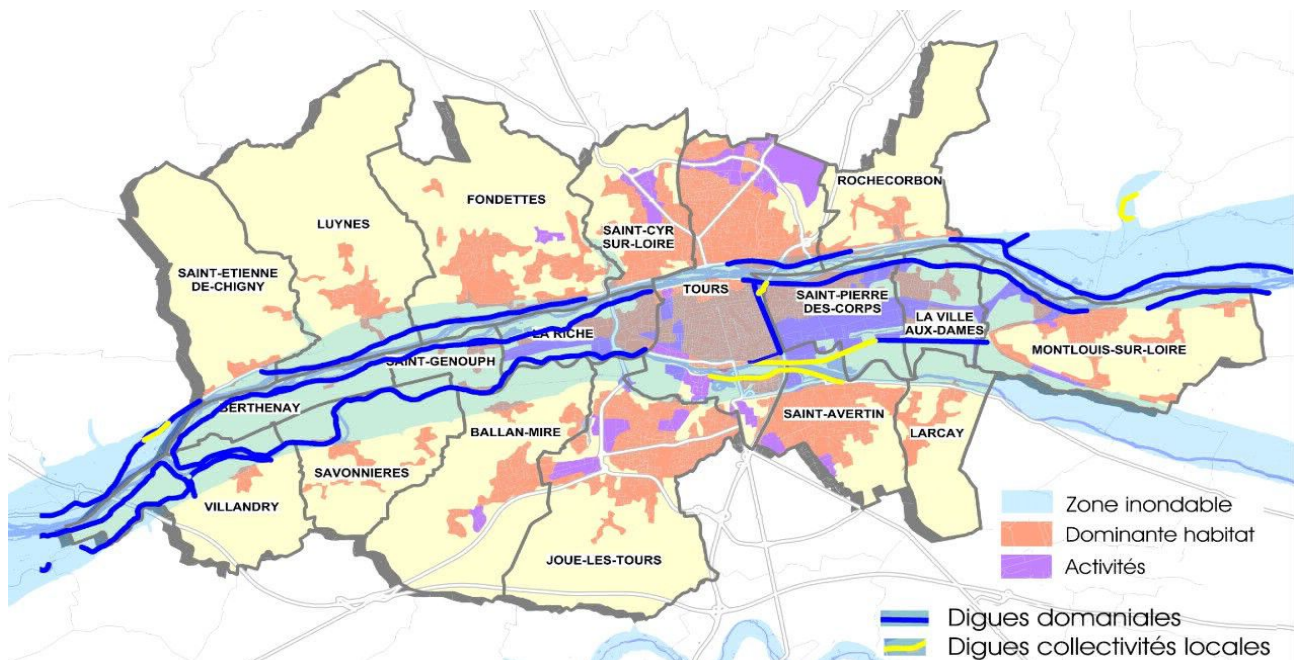 ROCHECORBON
FONDETTES
LUYNES
SAINT-CYR
SUR-LOIRE
SAINT-ETIENNE
DE-CHIGNY
TOURS
SAINT-PIERRE
DES-CORPS
LA VILLE
AUX-DAMES
LA RICHE
MONTLOUIS-SUR-LOIRE
SAINT-GENOUPH
BERTHENAY
SAINT-AVERTIN
LARCAY
BALLAN-MIRE
SAVONNIERES
VILLANDRY
JOUE-LES-TOURS
Zone inondable
Dominante habitat
Activités
Digues domaniales
Digues collectivités locales